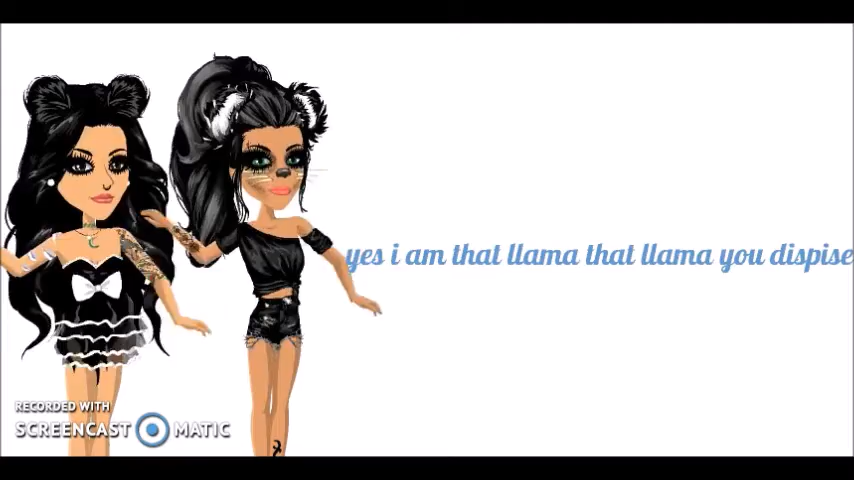 yes i am that llama that llama you dispise
RECORDED WITH
SCREENCAST MATIC